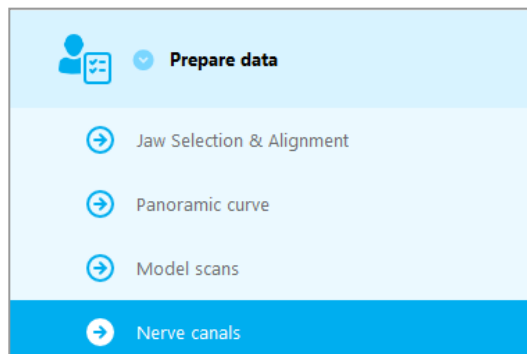 Prepare data
Jaw Selection & Alignment
Panoramic curve
Model scans
Nerve canals